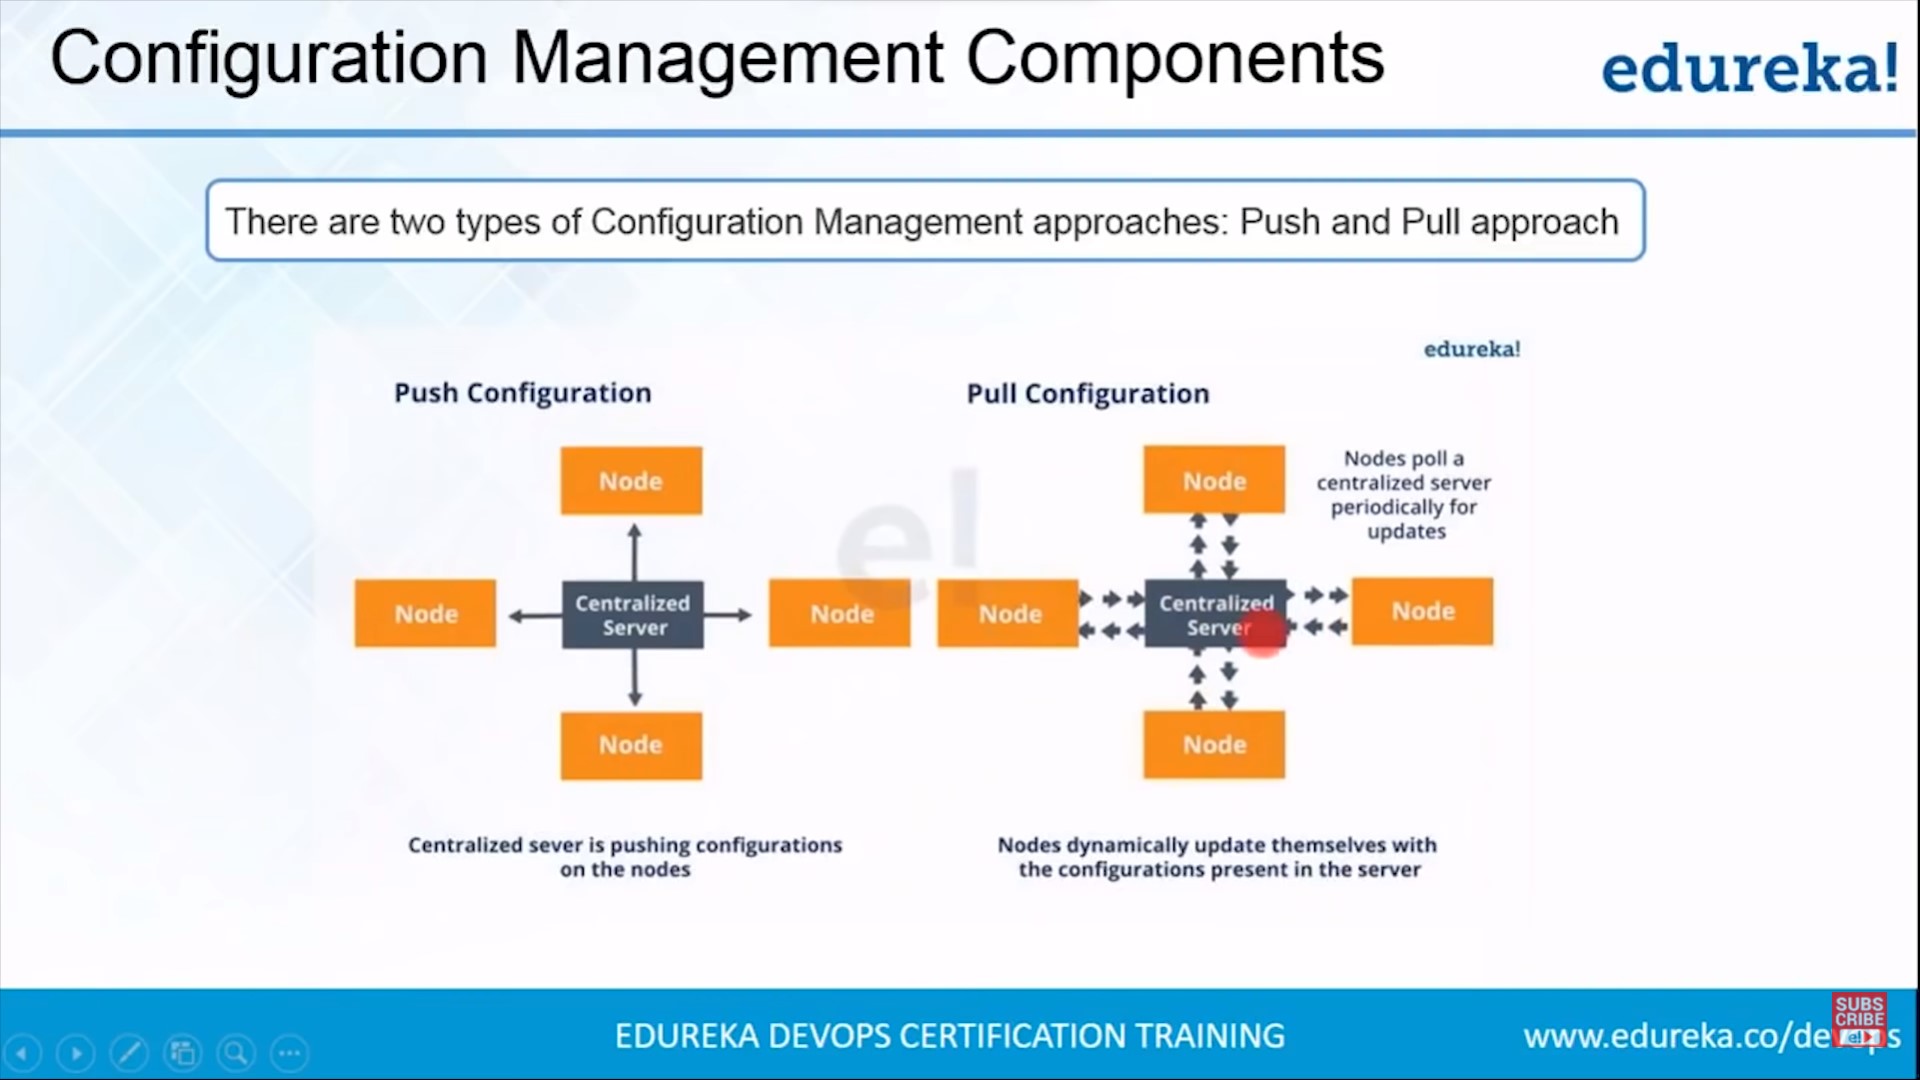 Configuration Management Components
edureka!
There are two types of Configuration Management approaches: Push and Pull approach
edureka!
Push Configuration
Node
Node
Centralized
Server
Node
Node
Centralized sever is pushing configurations
on the nodes
e!
Pull Configuration
Node
Nodes poll a
centralized server
periodically for
updates
Node
Centralized
Server
Node
Node
Nodes dynamically update themselves with
the configurations present in the server
EDUREKA DEVOPS CERTIFICATION TRAINING
www.edureka.co/devops
SUBS
CRIBE
e!